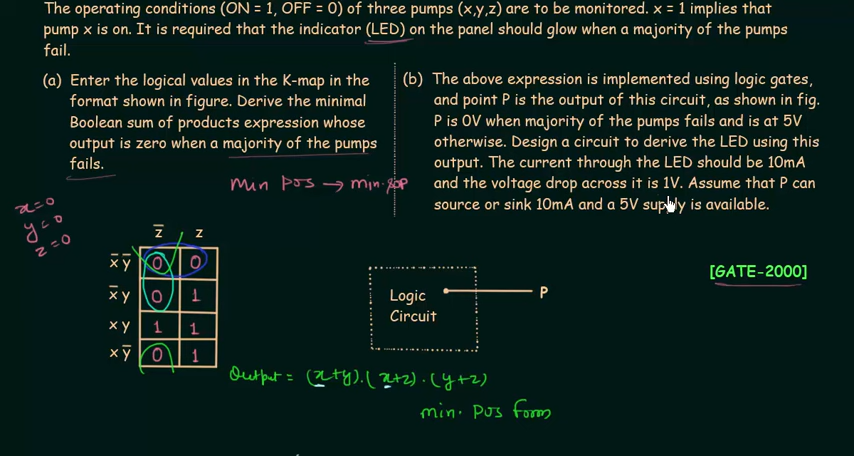 The operating conditions (ON = 1, OFF = 0) of three pumps (x,y,z) are to be monitored. x = 1 implies that
pump x is on. It is required that the indicator (LED) on the panel should glow when a majority of the pumps
fail.
(a) Enter the logical values in the K-map in the
format shown in figure. Derive the minimal
Boolean sum of products expression whose
output is zero when a majority of the pumps
fails.
(b) The above expression is implemented using logic gates,
and point P is the output of this circuit, as shown in fig.
P is 0V when majority of the pumps fails and is at 5V
otherwise. Design a circuit to derive the LED using this
output. The current through the LED should be 10mA
and the voltage drop across it is 1V. Assume that P can
source or sink 10mA and a 5V supply is available.
[GATE-2000]
min pos → min. sop
x=0
y=0
z=0
z̅ z
x̅ y̅ 0 0
x̅ y 0 1
x y 1 1
x y̅ 0 1
Logic
Circuit
P
Output = (x+y).(x+z).(y+z)
min. pos form